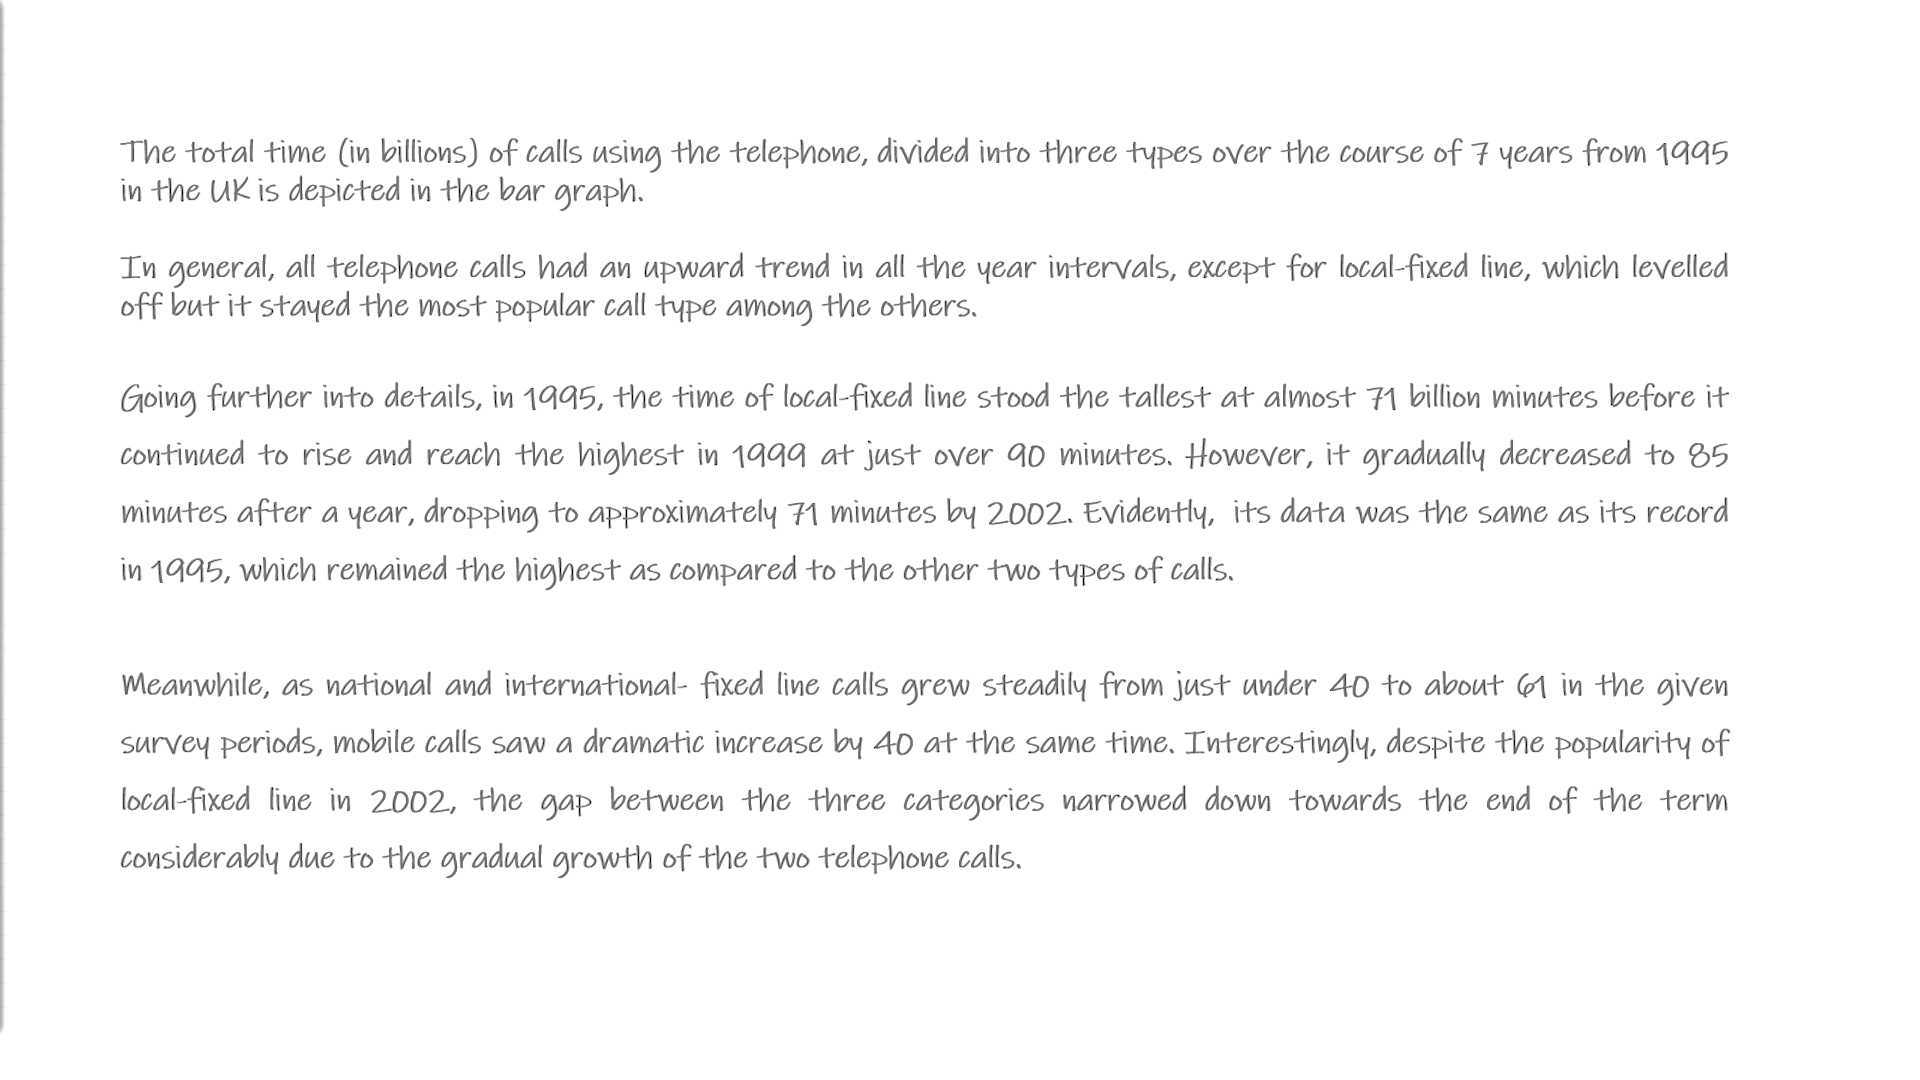 The total time (in billions) of calls using the telephone, divided into three types over the course of 7 years from 1995
in the UK is depicted in the bar graph.
In general, all telephone calls had an upward trend in all the year intervals, except for local-fixed line, which levelled
off but it stayed the most popular call type among the others.
Going further into details, in 1995, the time of local-fixed line stood the tallest at almost 71 billion minutes before it
continued to rise and reach the highest in 1999 at just over 90 minutes. However, it gradually decreased to 85
minutes after a year, dropping to approximately 71 minutes by 2002. Evidently, its data was the same as its record
in 1995, which remained the highest as compared to the other two types of calls.
Meanwhile, as national and international- fixed line calls grew steadily from just under 40 to about 61 in the given
survey periods, mobile calls saw a dramatic increase by 40 at the same time. Interestingly, despite the popularity of
local-fixed line in 2002, the gap between the three categories narrowed down towards the end of the term
considerably due to the gradual growth of the two telephone calls.